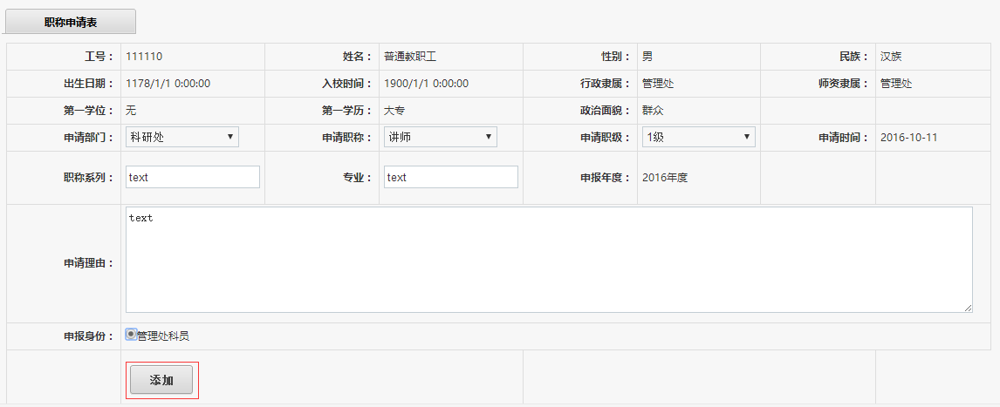 职称申请表
工号： 111110 姓名： 普通教职工 性别： 男 民族： 汉族
出生日期： 1178/1/1 0:00:00 入校时间： 1900/1/1 0:00:00 行政隶属： 管理处 师资隶属： 管理处
第一学位： 无 第一学历： 大专 政治面貌： 群众
申请部门： 科研处 申请职称： 讲师 申请职级： 1级 申请时间： 2016-10-11
职称系列： text 专业： text 申报年度： 2016年度
申请理由： text
申报身份： 管理处科员
添加